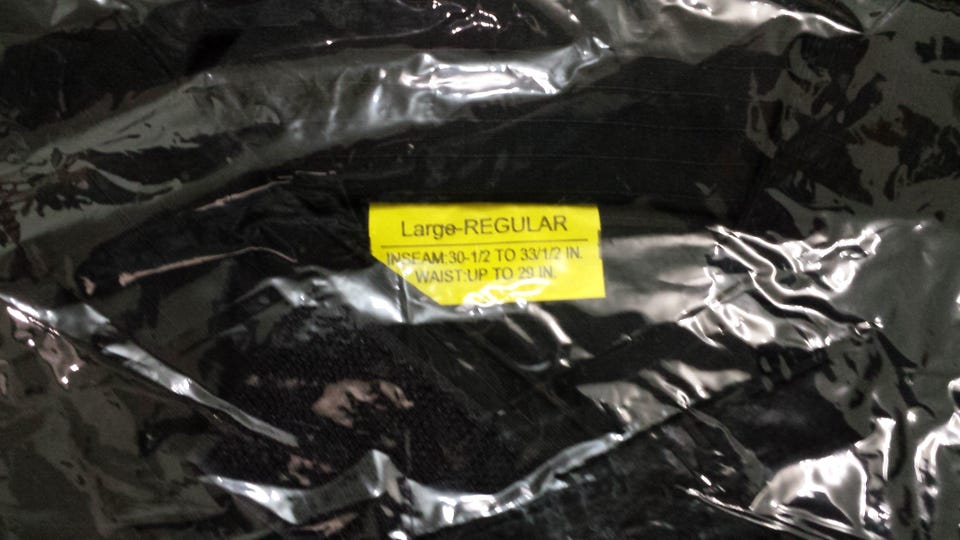 Large-REGULAR
INSEAM:30-1/2 TO 33/1/2 IN.
WAIST:UP TO 29 IN.